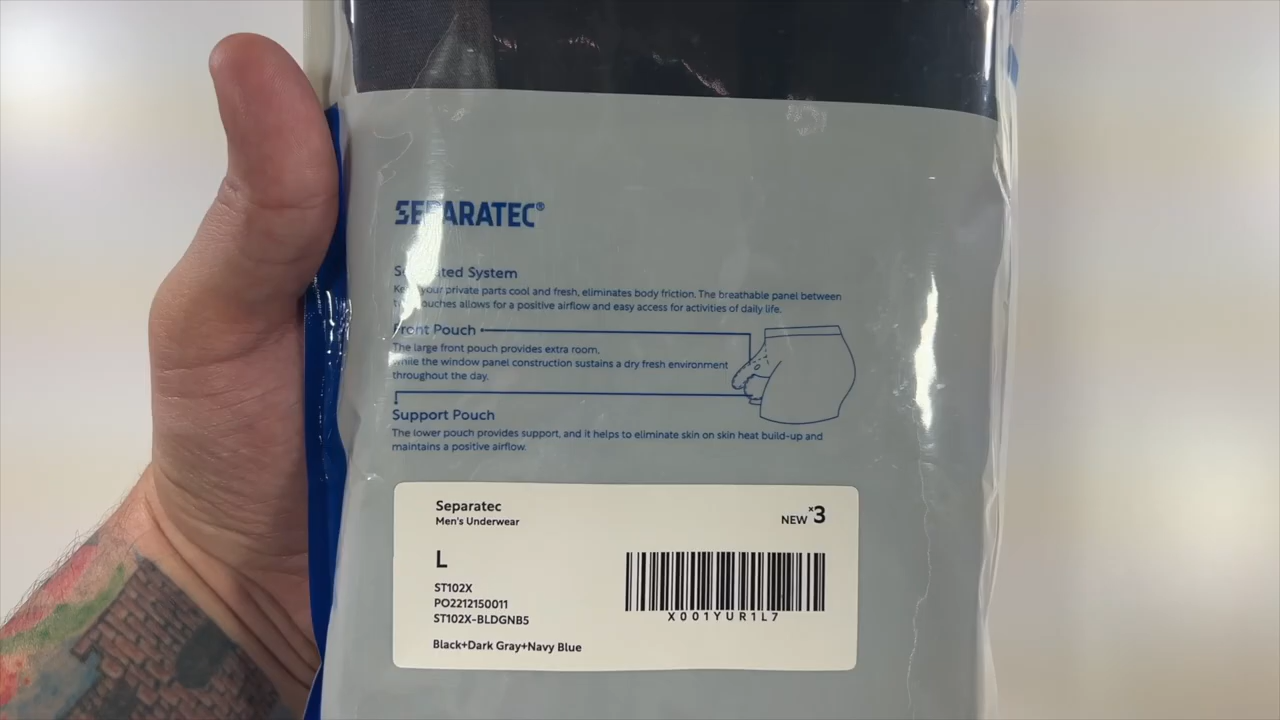 SEPARATEC®
Separated System
Keep your private parts cool and fresh, eliminates body friction. The breathable panel between
two pouches allows for a positive airflow and easy access for activities of daily life.
Front Pouch
The large front pouch provides extra room,
while the window panel construction sustains a dry fresh environment
throughout the day.
Support Pouch
The lower pouch provides support, and it helps to eliminate skin on skin heat build-up and
maintains a positive airflow.
Separatec
Men's Underwear
NEW ×3
L
ST102X
PO2212150011
ST102X-BLDGNB5
X001YUR1L7
Black+Dark Gray+Navy Blue